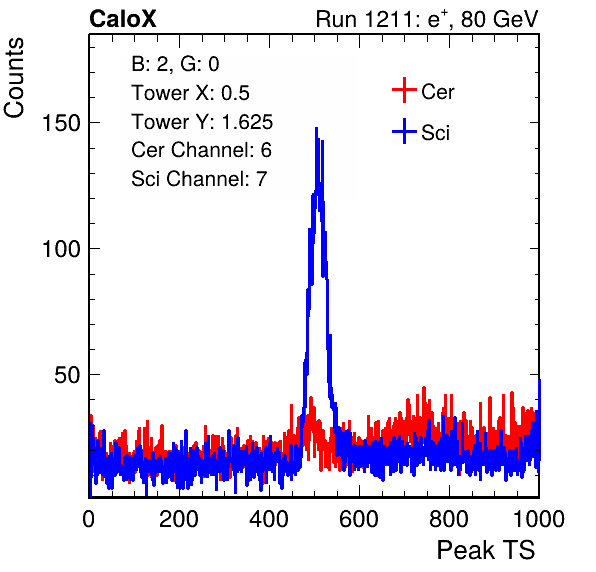 CaloX Run 1211: e⁺, 80 GeV
Counts
B: 2, G: 0
Tower X: 0.5
Tower Y: 1.625
Cer Channel: 6
Sci Channel: 7
Cer
Sci
150
100
50
0 200 400 600 800 1000
Peak TS